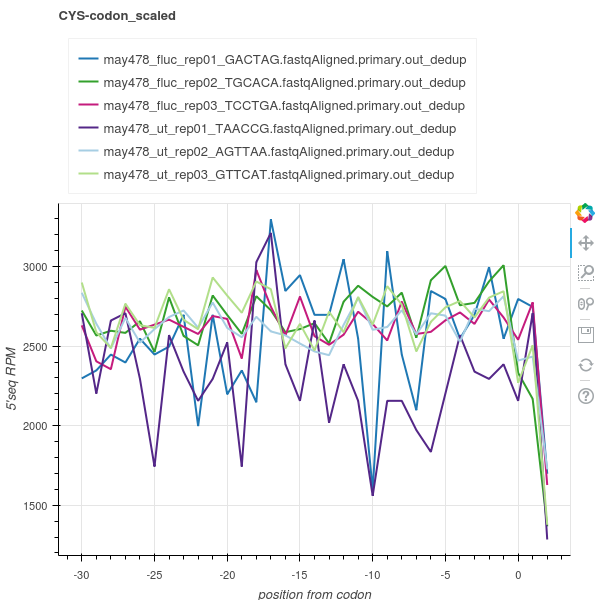 CYS-codon_scaled
may478_fluc_rep01_GACTAG.fastqAligned.primary.out_dedup
may478_fluc_rep02_TGCACA.fastqAligned.primary.out_dedup
may478_fluc_rep03_TCCTGA.fastqAligned.primary.out_dedup
may478_ut_rep01_TAACCG.fastqAligned.primary.out_dedup
may478_ut_rep02_AGTTAA.fastqAligned.primary.out_dedup
may478_ut_rep03_GTTCAT.fastqAligned.primary.out_dedup
3000
2500
2000
1500
5'seq RPM
-30 -25 -20 -15 -10 -5 0
position from codon